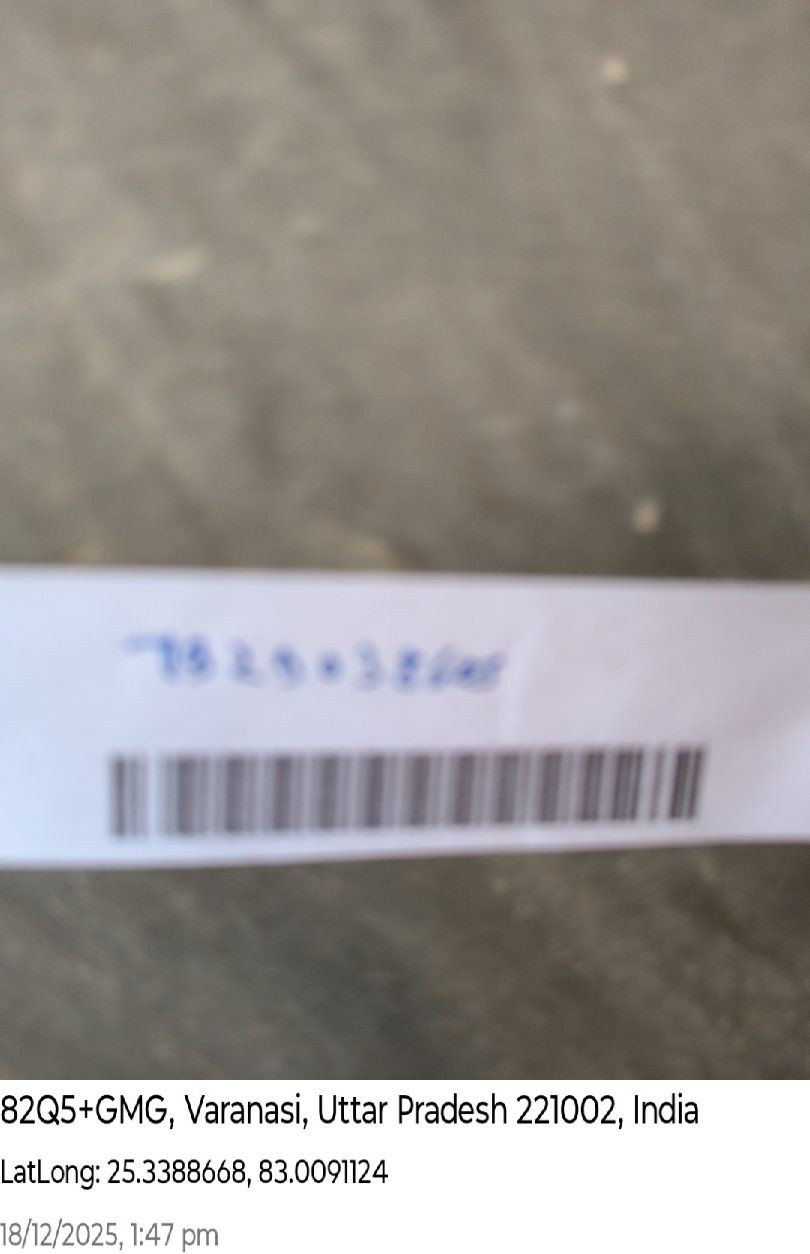 82Q5+GMG, Varanasi, Uttar Pradesh 221002, India
LatLong: 25.3388668, 83.0091124
18/12/2025, 1:47 pm